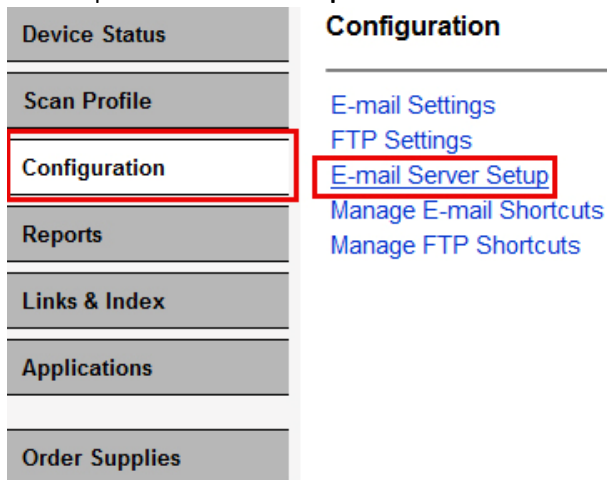 Device Status
Scan Profile
Configuration
Reports
Links & Index
Applications
Order Supplies
Configuration
E-mail Settings
FTP Settings
E-mail Server Setup
Manage E-mail Shortcuts
Manage FTP Shortcuts